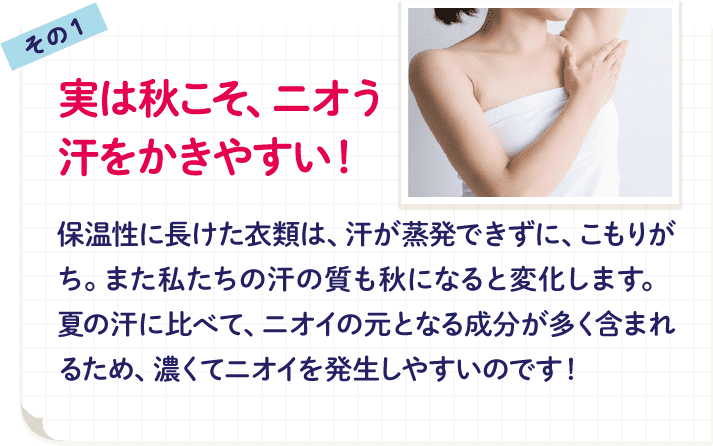 その1
実は秋こそ、ニオう
汗をかきやすい！
保温性に長けた衣類は、汗が蒸発できずに、こもりが
ち。また私たちの汗の質も秋になると変化します。
夏の汗に比べて、ニオイの元となる成分が多く含まれ
るため、濃くてニオイを発生しやすいのです！